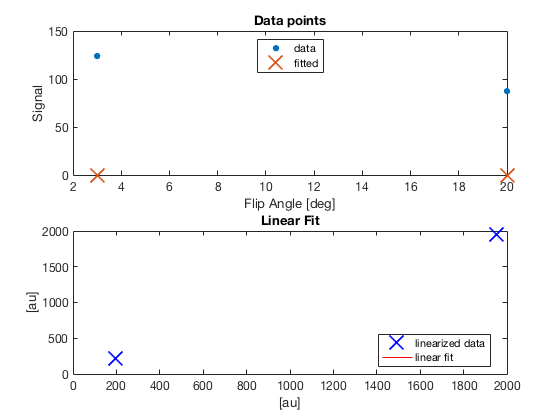 Data points
150
100
50
0
Signal
data
fitted
2 4 6 8 10 12 14 16 18 20
Flip Angle [deg]
Linear Fit
2000
1500
1000
500
0
[au]
linearized data
linear fit
0 200 400 600 800 1000 1200 1400 1600 1800 2000
[au]